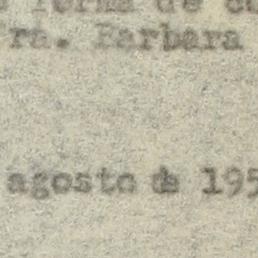 forma de
ra. Barbara
agosto de 195